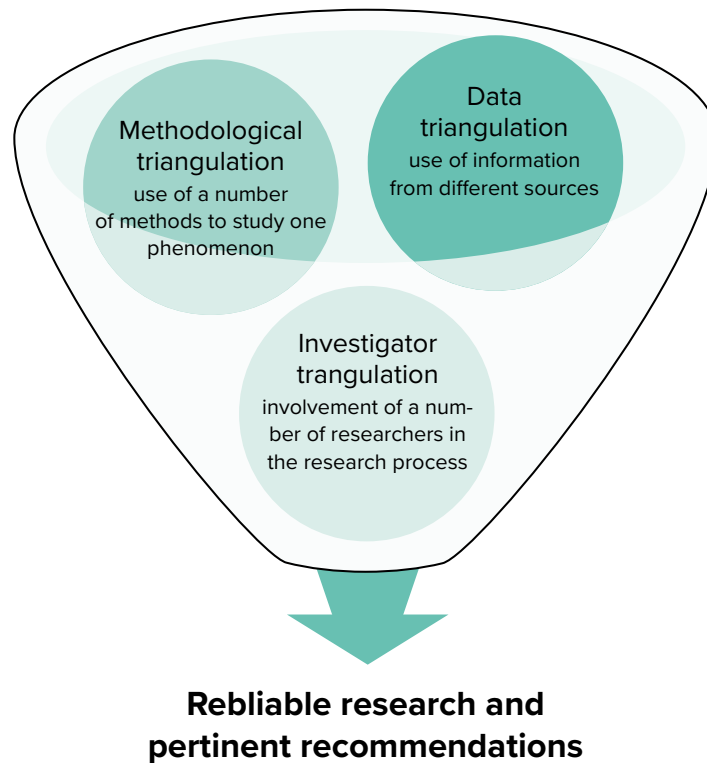 Methodological
triangulation
use of a number
of methods to study one
phenomenon
Data
triangulation
use of information
from different sources
Investigator
trangulation
involvement of a num-
ber of researchers in
the research process
Rebliable research and
pertinent recommendations